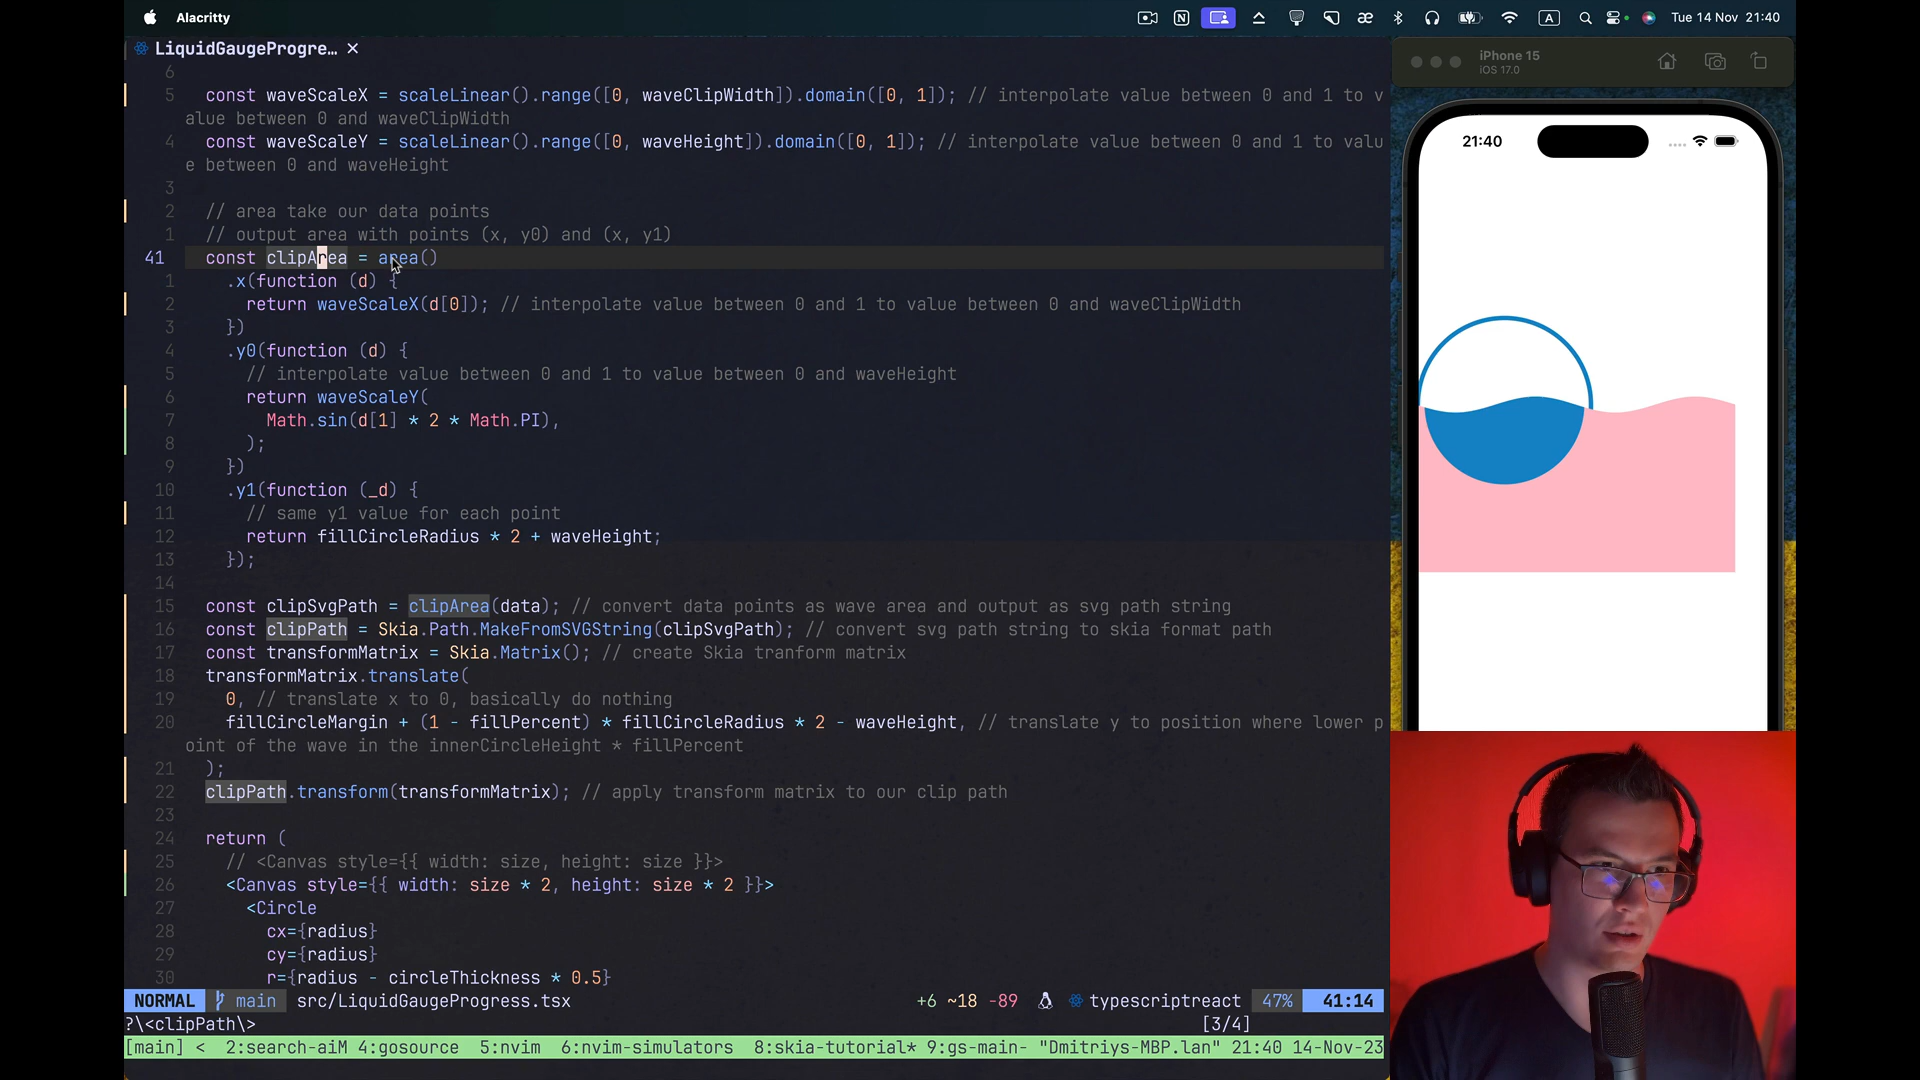 Alacritty
A
Tue 14 Nov 21:40
LiquidGaugeProgre… ×
6
5 const waveScaleX = scaleLinear().range([0, waveClipWidth]).domain([0, 1]); // interpolate value between 0 and 1 to v
alue between 0 and waveClipWidth
4 const waveScaleY = scaleLinear().range([0, waveHeight]).domain([0, 1]); // interpolate value between 0 and 1 to valu
e between 0 and waveHeight
3
2 // area take our data points
1 // output area with points (x, y0) and (x, y1)
41 const clipArea = area()
1 .x(function (d) {
2 return waveScaleX(d[0]); // interpolate value between 0 and 1 to value between 0 and waveClipWidth
3 })
4 .y0(function (d) {
5 // interpolate value between 0 and 1 to value between 0 and waveHeight
6 return waveScaleY(
7 Math.sin(d[1] * 2 * Math.PI),
8 );
9 })
10 .y1(function (_d) {
11 // same y1 value for each point
12 return fillCircleRadius * 2 + waveHeight;
13 });
14
15 const clipSvgPath = clipArea(data); // convert data points as wave area and output as svg path string
16 const clipPath = Skia.Path.MakeFromSVGString(clipSvgPath); // convert svg path string to skia format path
17 const transformMatrix = Skia.Matrix(); // create Skia tranform matrix
18 transformMatrix.translate(
19 0, // translate x to 0, basically do nothing
20 fillCircleMargin + (1 - fillPercent) * fillCircleRadius * 2 - waveHeight, // translate y to position where lower p
oint of the wave in the innerCircleHeight * fillPercent
21 );
22 clipPath.transform(transformMatrix); // apply transform matrix to our clip path
23
24 return (
25 // <Canvas style={{ width: size, height: size }}>
26 <Canvas style={{ width: size * 2, height: size * 2 }}>
27 <Circle
28 cx={radius}
29 cy={radius}
30 r={radius - circleThickness * 0.5}
NORMAL main src/LiquidGaugeProgress.tsx +6 ~18 -89 typescriptreact 47% 41:14
?\<clipPath\> [3/4]
[main] < 2:search-aiM 4:gosource 5:nvim 6:nvim-simulators 8:skia-tutorial* 9:gs-main- "Dmitriys-MBP.lan" 21:40 14-Nov-23
iPhone 15
iOS 17.0
21:40